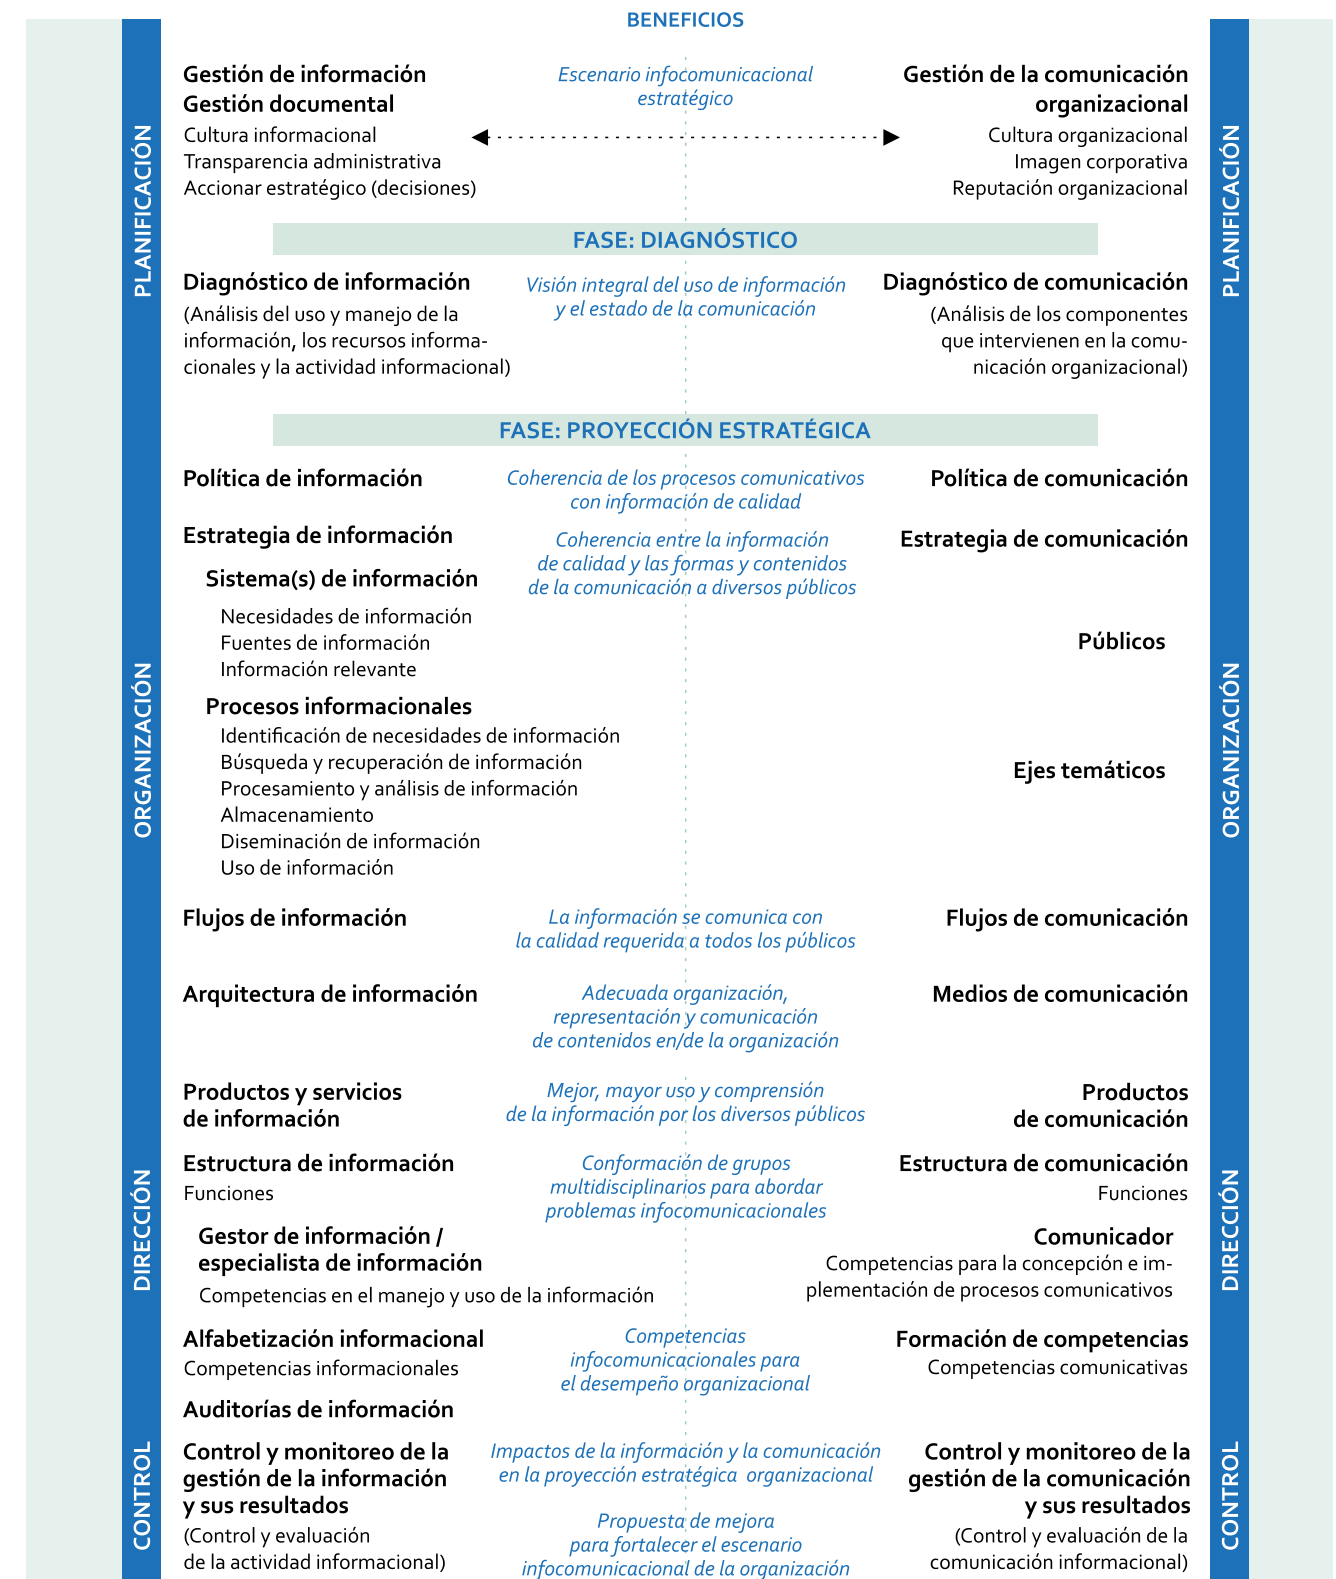 BENEFICIOS
PLANIFICACIÓN
Gestión de información
Gestión documental
Cultura informacional
Transparencia administrativa
Accionar estratégico (decisiones)
Escenario infocomunicacional
estratégico
Gestión de la comunicación
organizacional
Cultura organizacional
Imagen corporativa
Reputación organizacional
PLANIFICACIÓN
FASE: DIAGNÓSTICO
Diagnóstico de información
(Análisis del uso y manejo de la
información, los recursos informa-
cionales y la actividad informacional)
Visión integral del uso de información
y el estado de la comunicación
Diagnóstico de comunicación
(Análisis de los componentes
que intervienen en la comu-
nicación organizacional)
FASE: PROYECCIÓN ESTRATÉGICA
Política de información
Coherencia de los procesos comunicativos
con información de calidad
Política de comunicación
ORGANIZACIÓN
Estrategia de información
Sistema(s) de información
Necesidades de información
Fuentes de información
Información relevante
Procesos informacionales
Identificación de necesidades de información
Búsqueda y recuperación de información
Procesamiento y análisis de información
Almacenamiento
Diseminación de información
Uso de información
Coherencia entre la información
de calidad y las formas y contenidos
de la comunicación a diversos públicos
Estrategia de comunicación
Públicos
Ejes temáticos
ORGANIZACIÓN
Flujos de información
La información se comunica con
la calidad requerida a todos los públicos
Flujos de comunicación
Arquitectura de información
Adecuada organización,
representación y comunicación
de contenidos en/de la organización
Medios de comunicación
Productos y servicios
de información
Mejor, mayor uso y comprensión
de la información por los diversos públicos
Productos
de comunicación
DIRECCIÓN
Estructura de información
Funciones
Gestor de información /
especialista de información
Competencias en el manejo y uso de la información
Conformación de grupos
multidisciplinarios para abordar
problemas infocomunicacionales
Estructura de comunicación
Funciones
Comunicador
Competencias para la concepción e im-
plementación de procesos comunicativos
DIRECCIÓN
Alfabetización informacional
Competencias informacionales
Competencias
infocomunicacionales para
el desempeño organizacional
Formación de competencias
Competencias comunicativas
Auditorías de información
CONTROL
Control y monitoreo de la
gestión de la información
y sus resultados
(Control y evaluación
de la actividad informacional)
Impactos de la información y la comunicación
en la proyección estratégica organizacional
Propuesta de mejora
para fortalecer el escenario
infocomunicacional de la organización
Control y monitoreo de la
gestión de la comunicación
y sus resultados
(Control y evaluación de la
comunicación informacional)
CONTROL